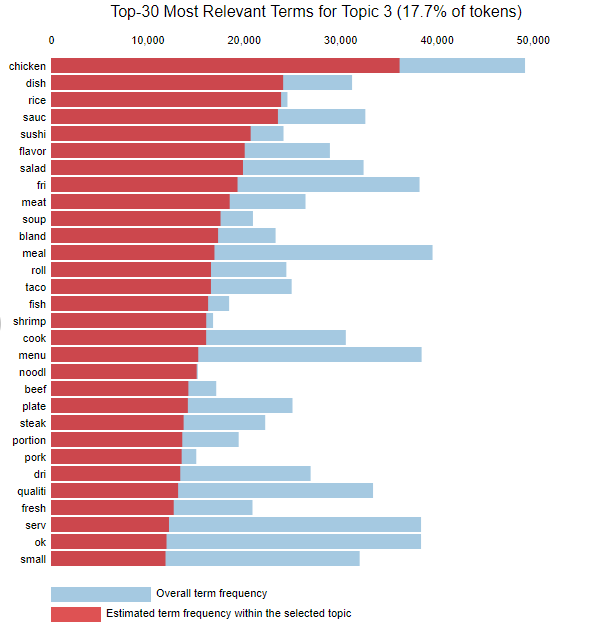 Top-30 Most Relevant Terms for Topic 3 (17.7% of tokens)
0 10,000 20,000 30,000 40,000 50,000
chicken
dish
rice
sauc
sushi
flavor
salad
fri
meat
soup
bland
meal
roll
taco
fish
shrimp
cook
menu
noodl
beef
plate
steak
portion
pork
dri
qualiti
fresh
serv
ok
small
Overall term frequency
Estimated term frequency within the selected topic